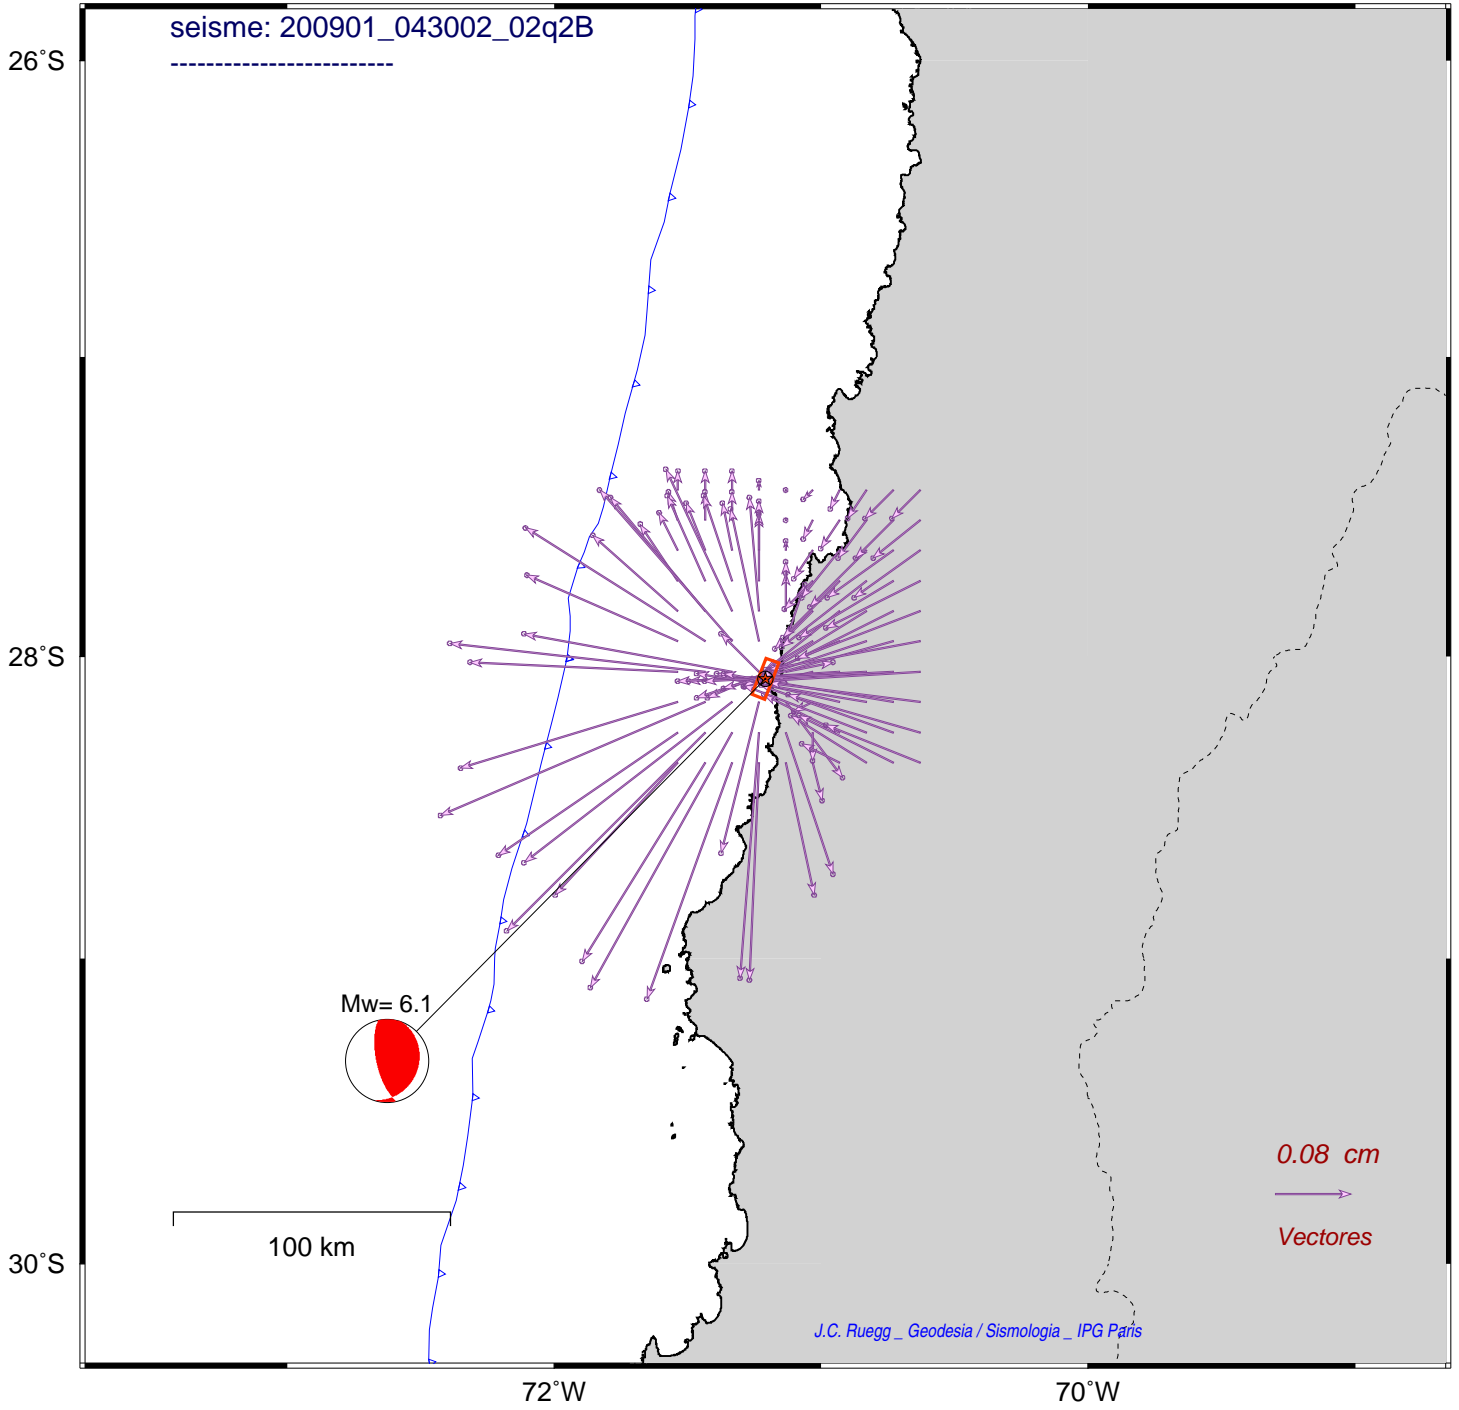 seisme: 200901_043002_02q2B
-------------------------
26˚S
28˚S
Mw= 6.1
0.08 cm
100 km
Vectores
30˚S
J.C. Ruegg _ Geodesia / Sismologia _ IPG Paris
72˚W
70˚W